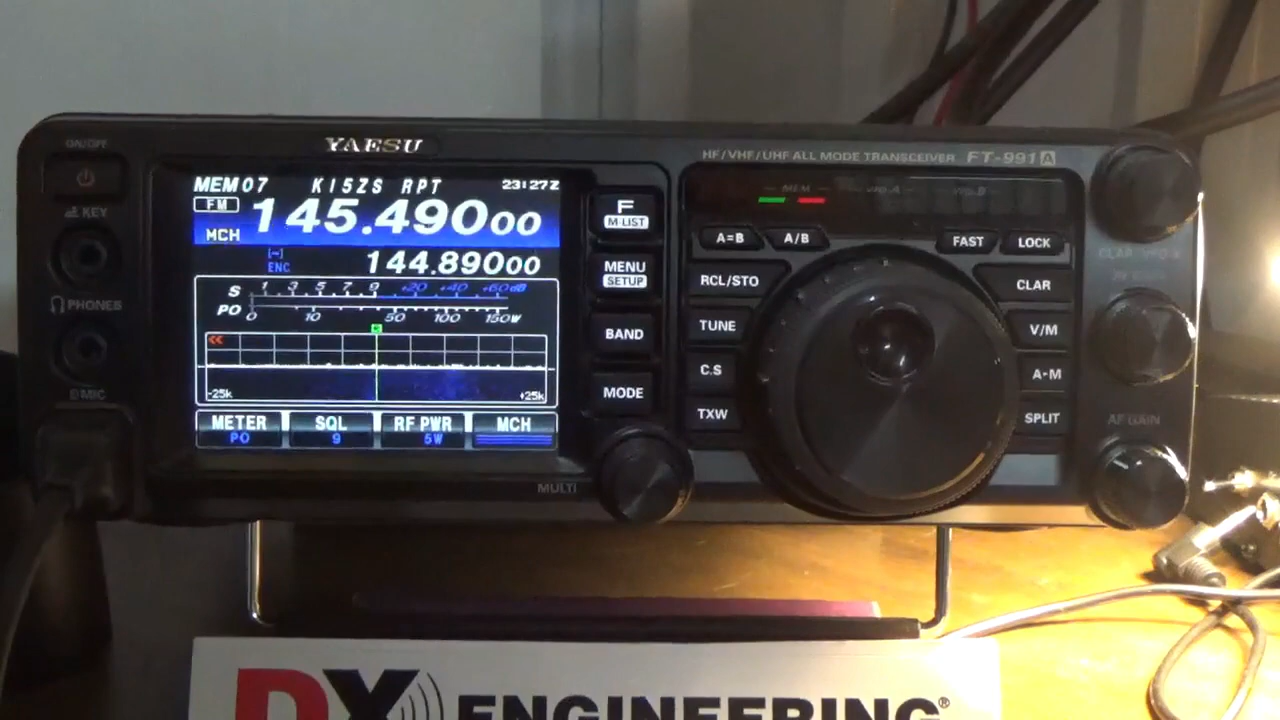 YAESU
HF/VHF/UHF ALL MODE TRANSCEIVER FT-991A
ON/OFF
KEY
PHONES
MIC
MEM07 KI5ZS RPT 23:27Z
FM 145.49000
MCH
[-]
ENC 144.89000
S 1 3 5 7 9 +20 +40 +60dB
PO 0 10 50 100 150W
-25k +25k
METER SQL RF PWR MCH
PO 9 5W
F
M-LIST
MENU
SETUP
BAND
MODE
MULTI
MEM
A=B A/B FAST LOCK
RCL/STO CLAR
TUNE V/M
C.S A▸M
TXW SPLIT
AF GAIN
DX ENGINEERING®